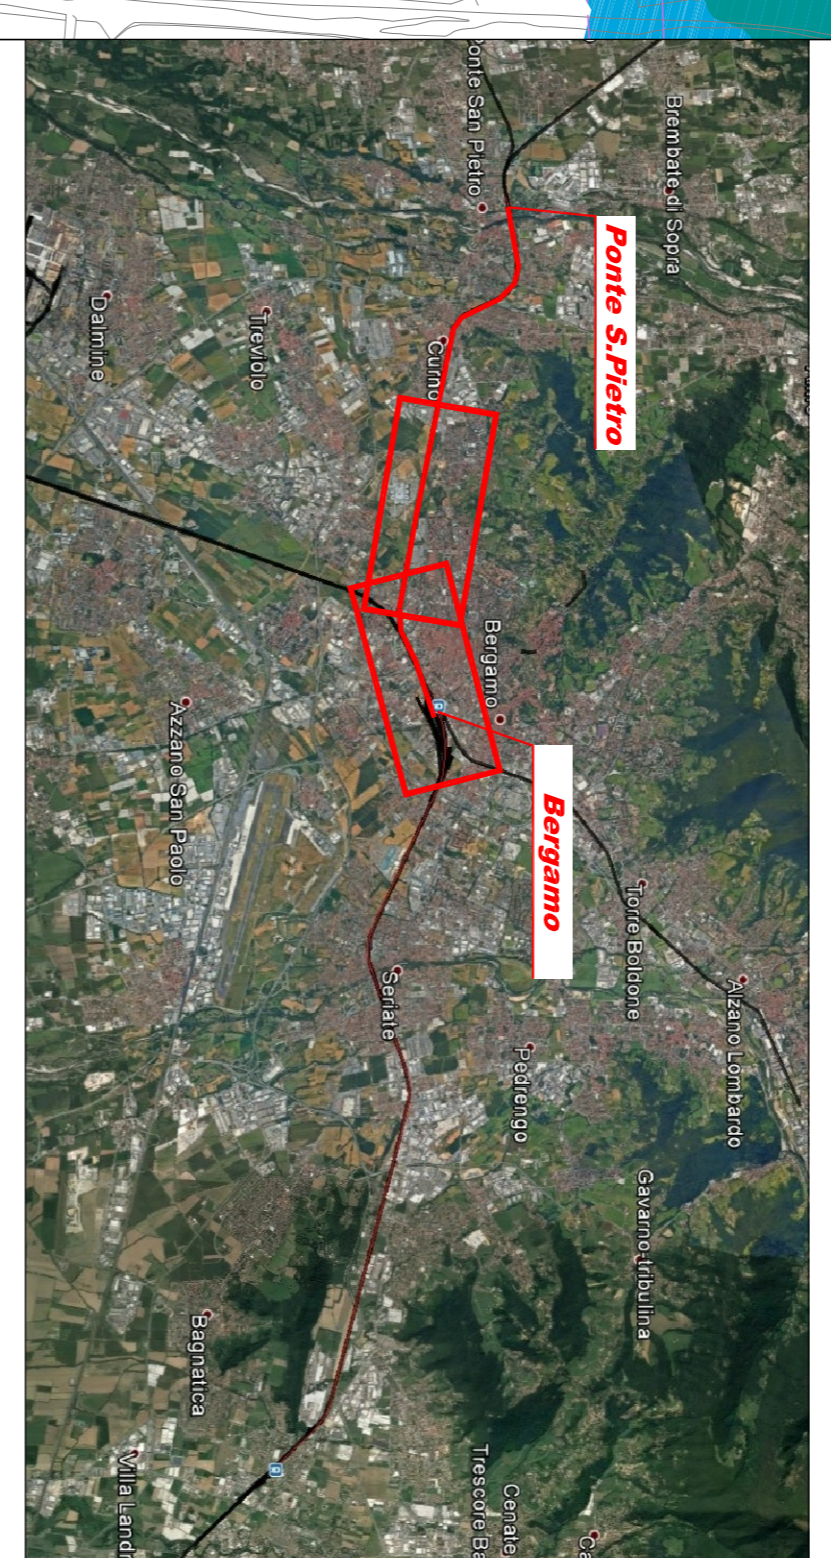 Alzano Lombardo
Brembate di Sopra
Torre Boldone
Gavarno-tribulina
Ponte S.Pietro
Ca
Bergamo
Pedrengo
Cenate
Bergamo
Ponte San Pietro
Trescore Ba
Curno
Seriate
Treviolo
Bagnatica
Azzano San Paolo
Villa Landr
Dalmine